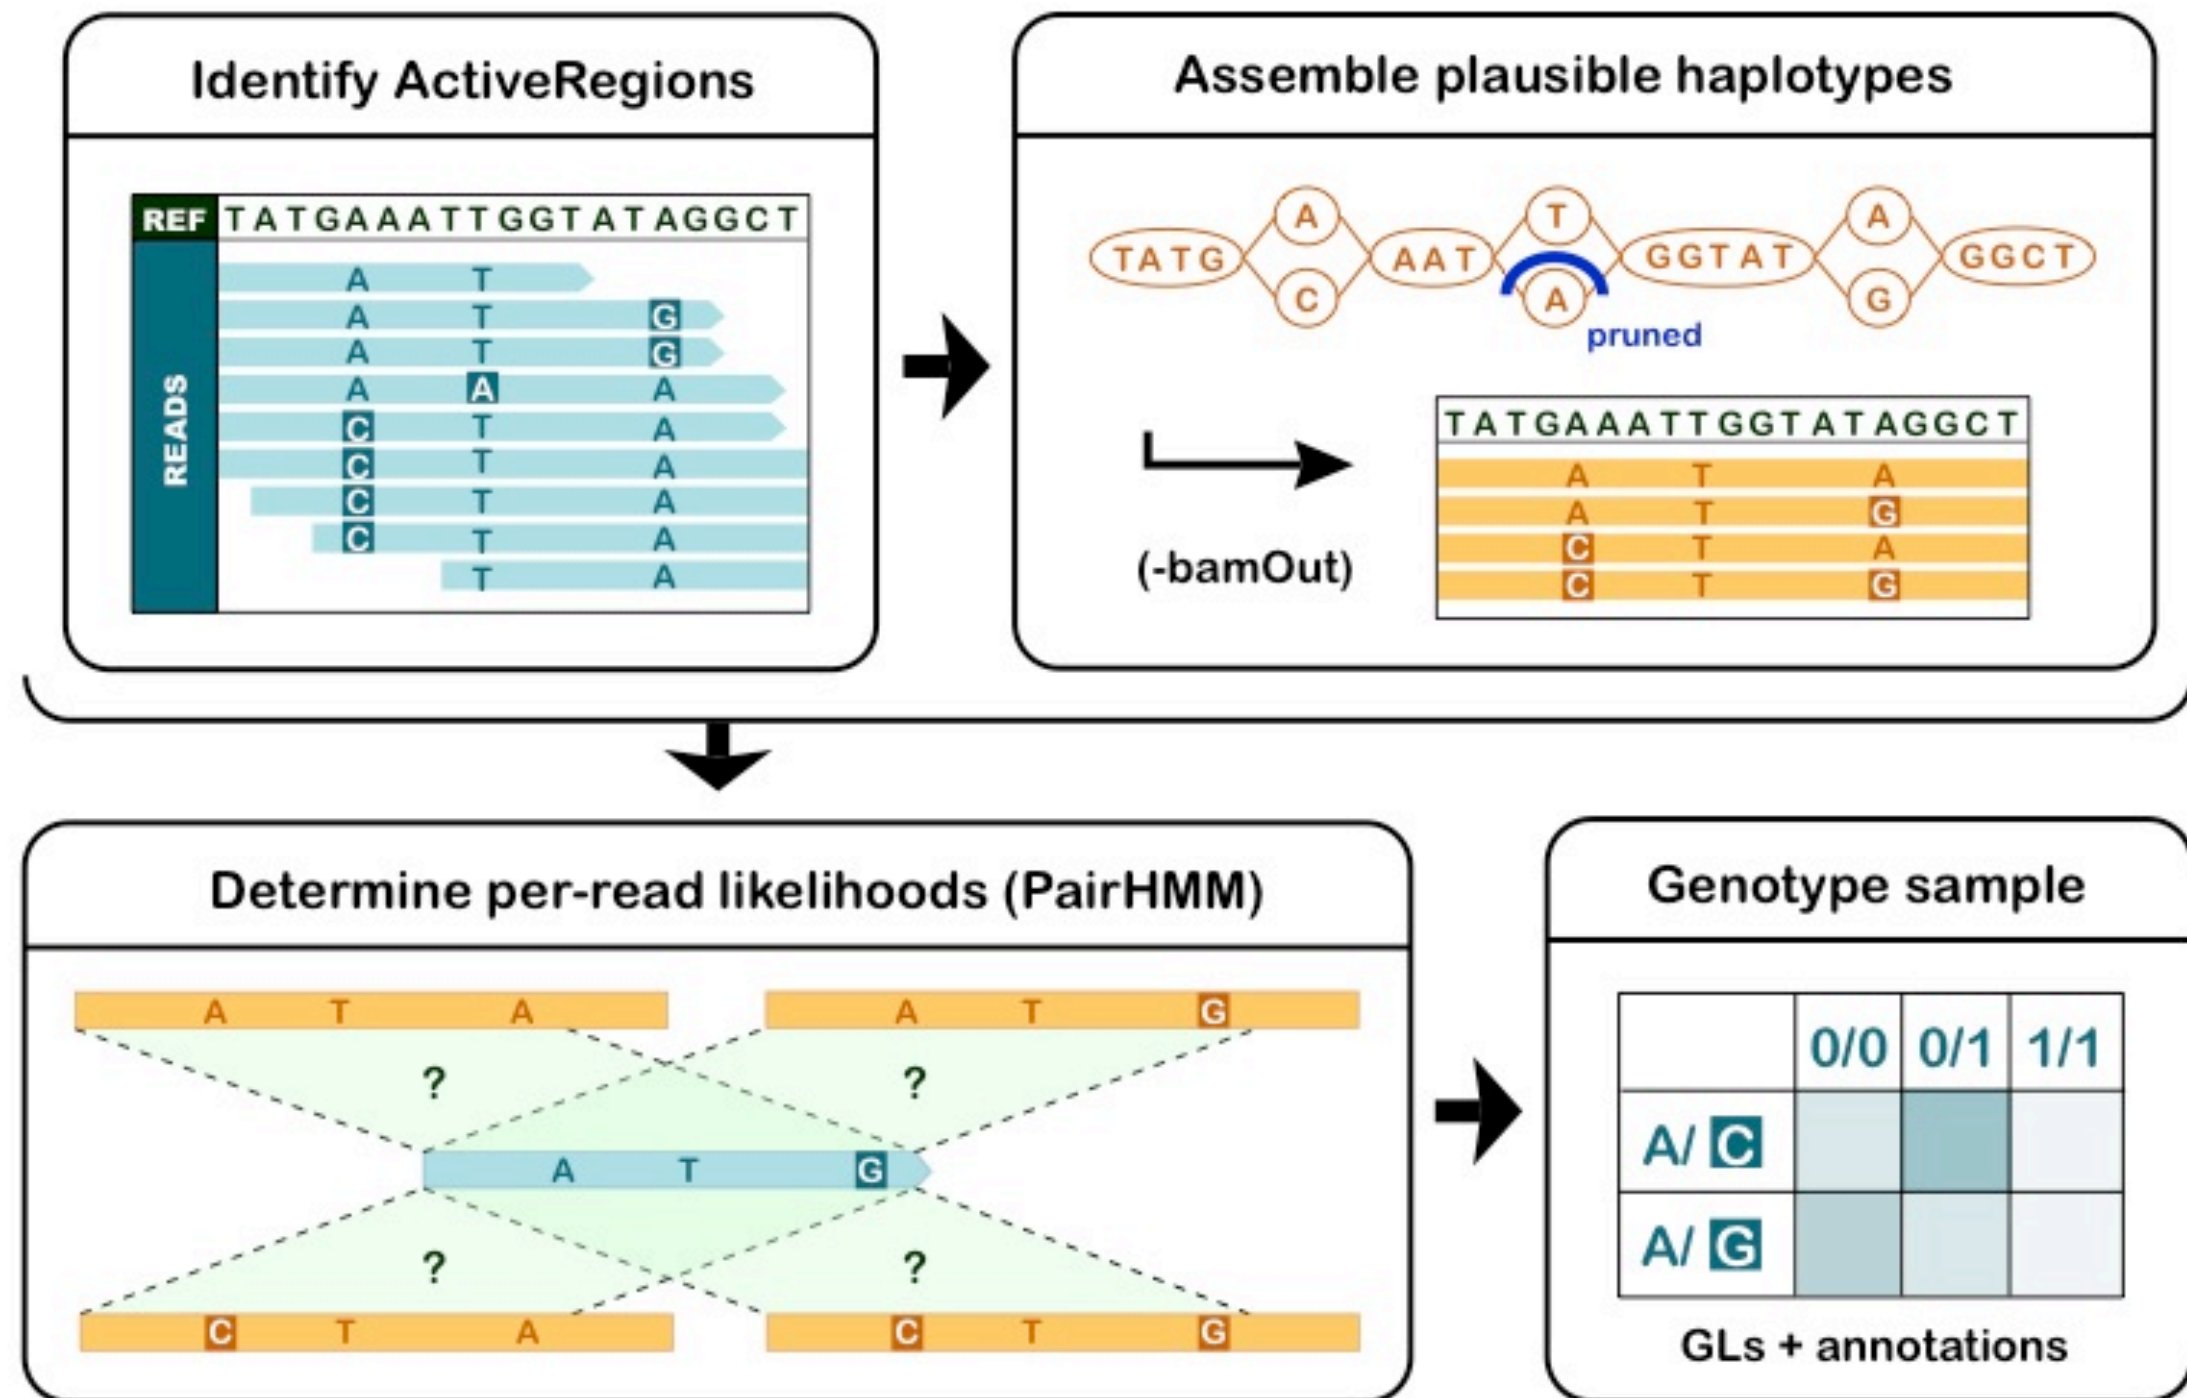 Identify ActiveRegions
REF TATGAAATTGGTATAGGCT
READS
A T
A T G
A T G
A A A
C T A
C T A
C T A
C T A
T A
Assemble plausible haplotypes
A T A
TATG AAT GGTAT GGCT
C A G
pruned
TATGAAATTGGTATAGGCT
A T A
A T G
C T A
C T G
(-bamOut)
Determine per-read likelihoods (PairHMM)
A T A A T G
? ?
A T G
? ?
C T A C T G
Genotype sample
0/0 0/1 1/1
A/ C
A/ G
GLs + annotations